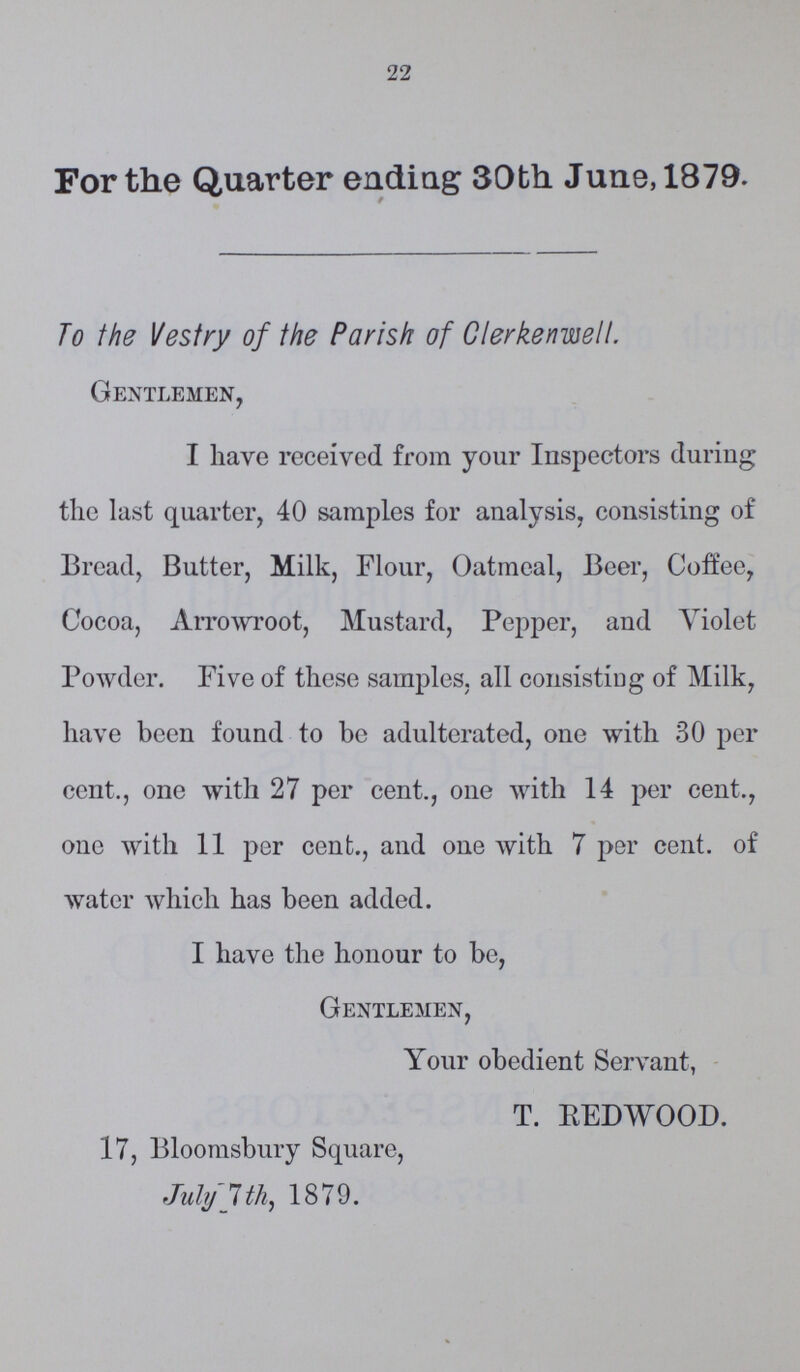 22
For the Quarter ending 30th June, 1879.
To the Vestry of the Parish of Clerkenwell.
Gentlemen,
I have received from your Inspectors during
the last quarter, 40 samples for analysis, consisting of
Bread, Butter, Milk, Flour, Oatmeal, Beer, Coffee,
Cocoa, Arrowroot, Mustard, Pepper, and Violet
Powder. Five of these samples, all consisting of Milk,
have been found to be adulterated, one with 30 per
cent., one with 27 per cent., one with 14 per cent.,
one with 11 per cent., and one with 7 per cent. of
water which has been added.
I have the honour to be,
Gentlemen,
Your obedient Servant,
T. REDWOOD.
17, Bloomsbury Square,
July 7th, 1879.